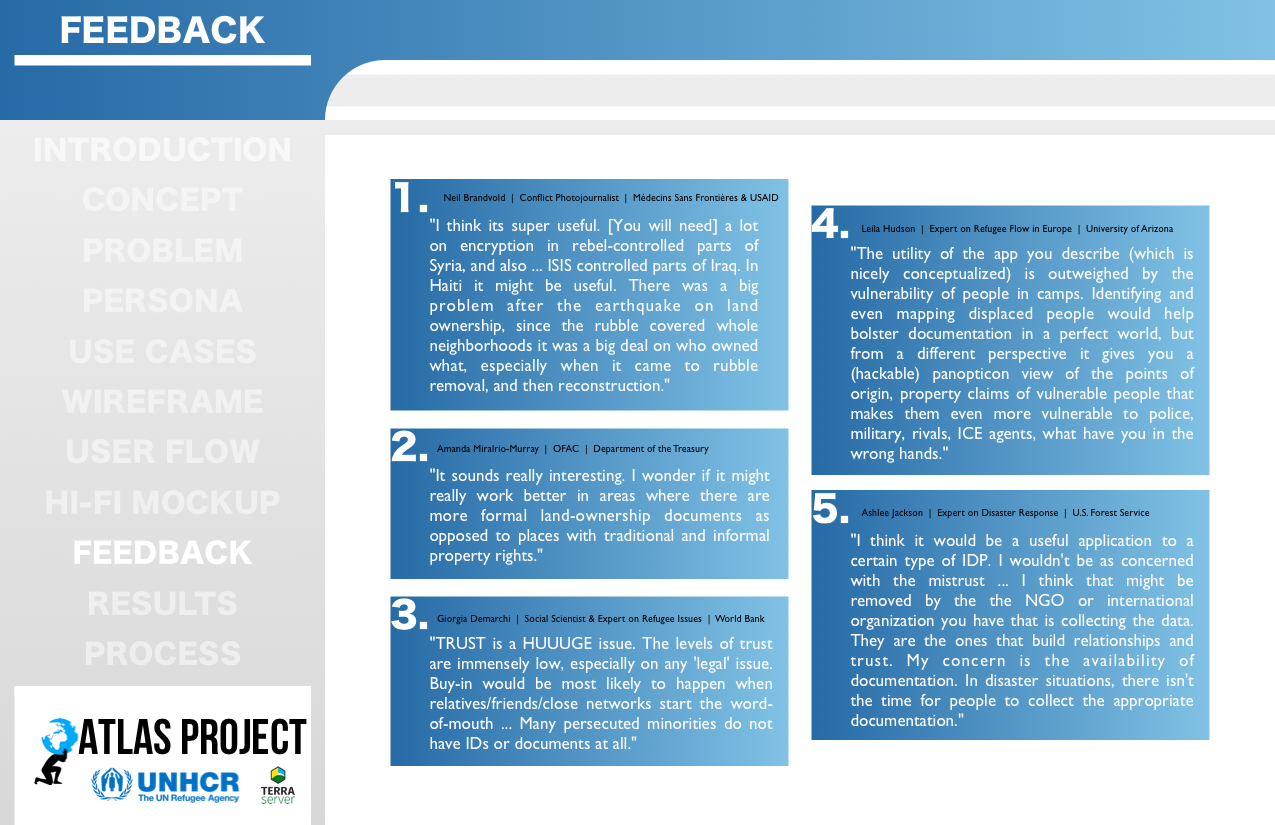 FEEDBACK
INTRODUCTION
CONCEPT
PROBLEM
PERSONA
USE CASES
WIREFRAME
USER FLOW
HI-FI MOCKUP
FEEDBACK
RESULTS
PROCESS
ATLAS PROJECT
UNHCR
The UN Refugee Agency
TERRA
server
1. Neil Brandvold | Conflict Photojournalist | Médecins Sans Frontières & USAID
"I think its super useful. [You will need] a lot
on encryption in rebel-controlled parts of
Syria, and also ... ISIS controlled parts of Iraq. In
Haiti it might be useful. There was a big
problem after the earthquake on land
ownership, since the rubble covered whole
neighborhoods it was a big deal on who owned
what, especially when it came to rubble
removal, and then reconstruction."
2. Amanda Miralrio-Murray | OFAC | Department of the Treasury
"It sounds really interesting. I wonder if it might
really work better in areas where there are
more formal land-ownership documents as
opposed to places with traditional and informal
property rights."
3. Giorgia Demarchi | Social Scientist & Expert on Refugee Issues | World Bank
"TRUST is a HUUUGE issue. The levels of trust
are immensely low, especially on any 'legal' issue.
Buy-in would be most likely to happen when
relatives/friends/close networks start the word-
of-mouth ... Many persecuted minorities do not
have IDs or documents at all."
4. Leila Hudson | Expert on Refugee Flow in Europe | University of Arizona
"The utility of the app you describe (which is
nicely conceptualized) is outweighed by the
vulnerability of people in camps. Identifying and
even mapping displaced people would help
bolster documentation in a perfect world, but
from a different perspective it gives you a
(hackable) panopticon view of the points of
origin, property claims of vulnerable people that
makes them even more vulnerable to police,
military, rivals, ICE agents, what have you in the
wrong hands."
5. Ashlee Jackson | Expert on Disaster Response | U.S. Forest Service
"I think it would be a useful application to a
certain type of IDP. I wouldn't be as concerned
with the mistrust ... I think that might be
removed by the the NGO or international
organization you have that is collecting the data.
They are the ones that build relationships and
trust. My concern is the availability of
documentation. In disaster situations, there isn't
the time for people to collect the appropriate
documentation."